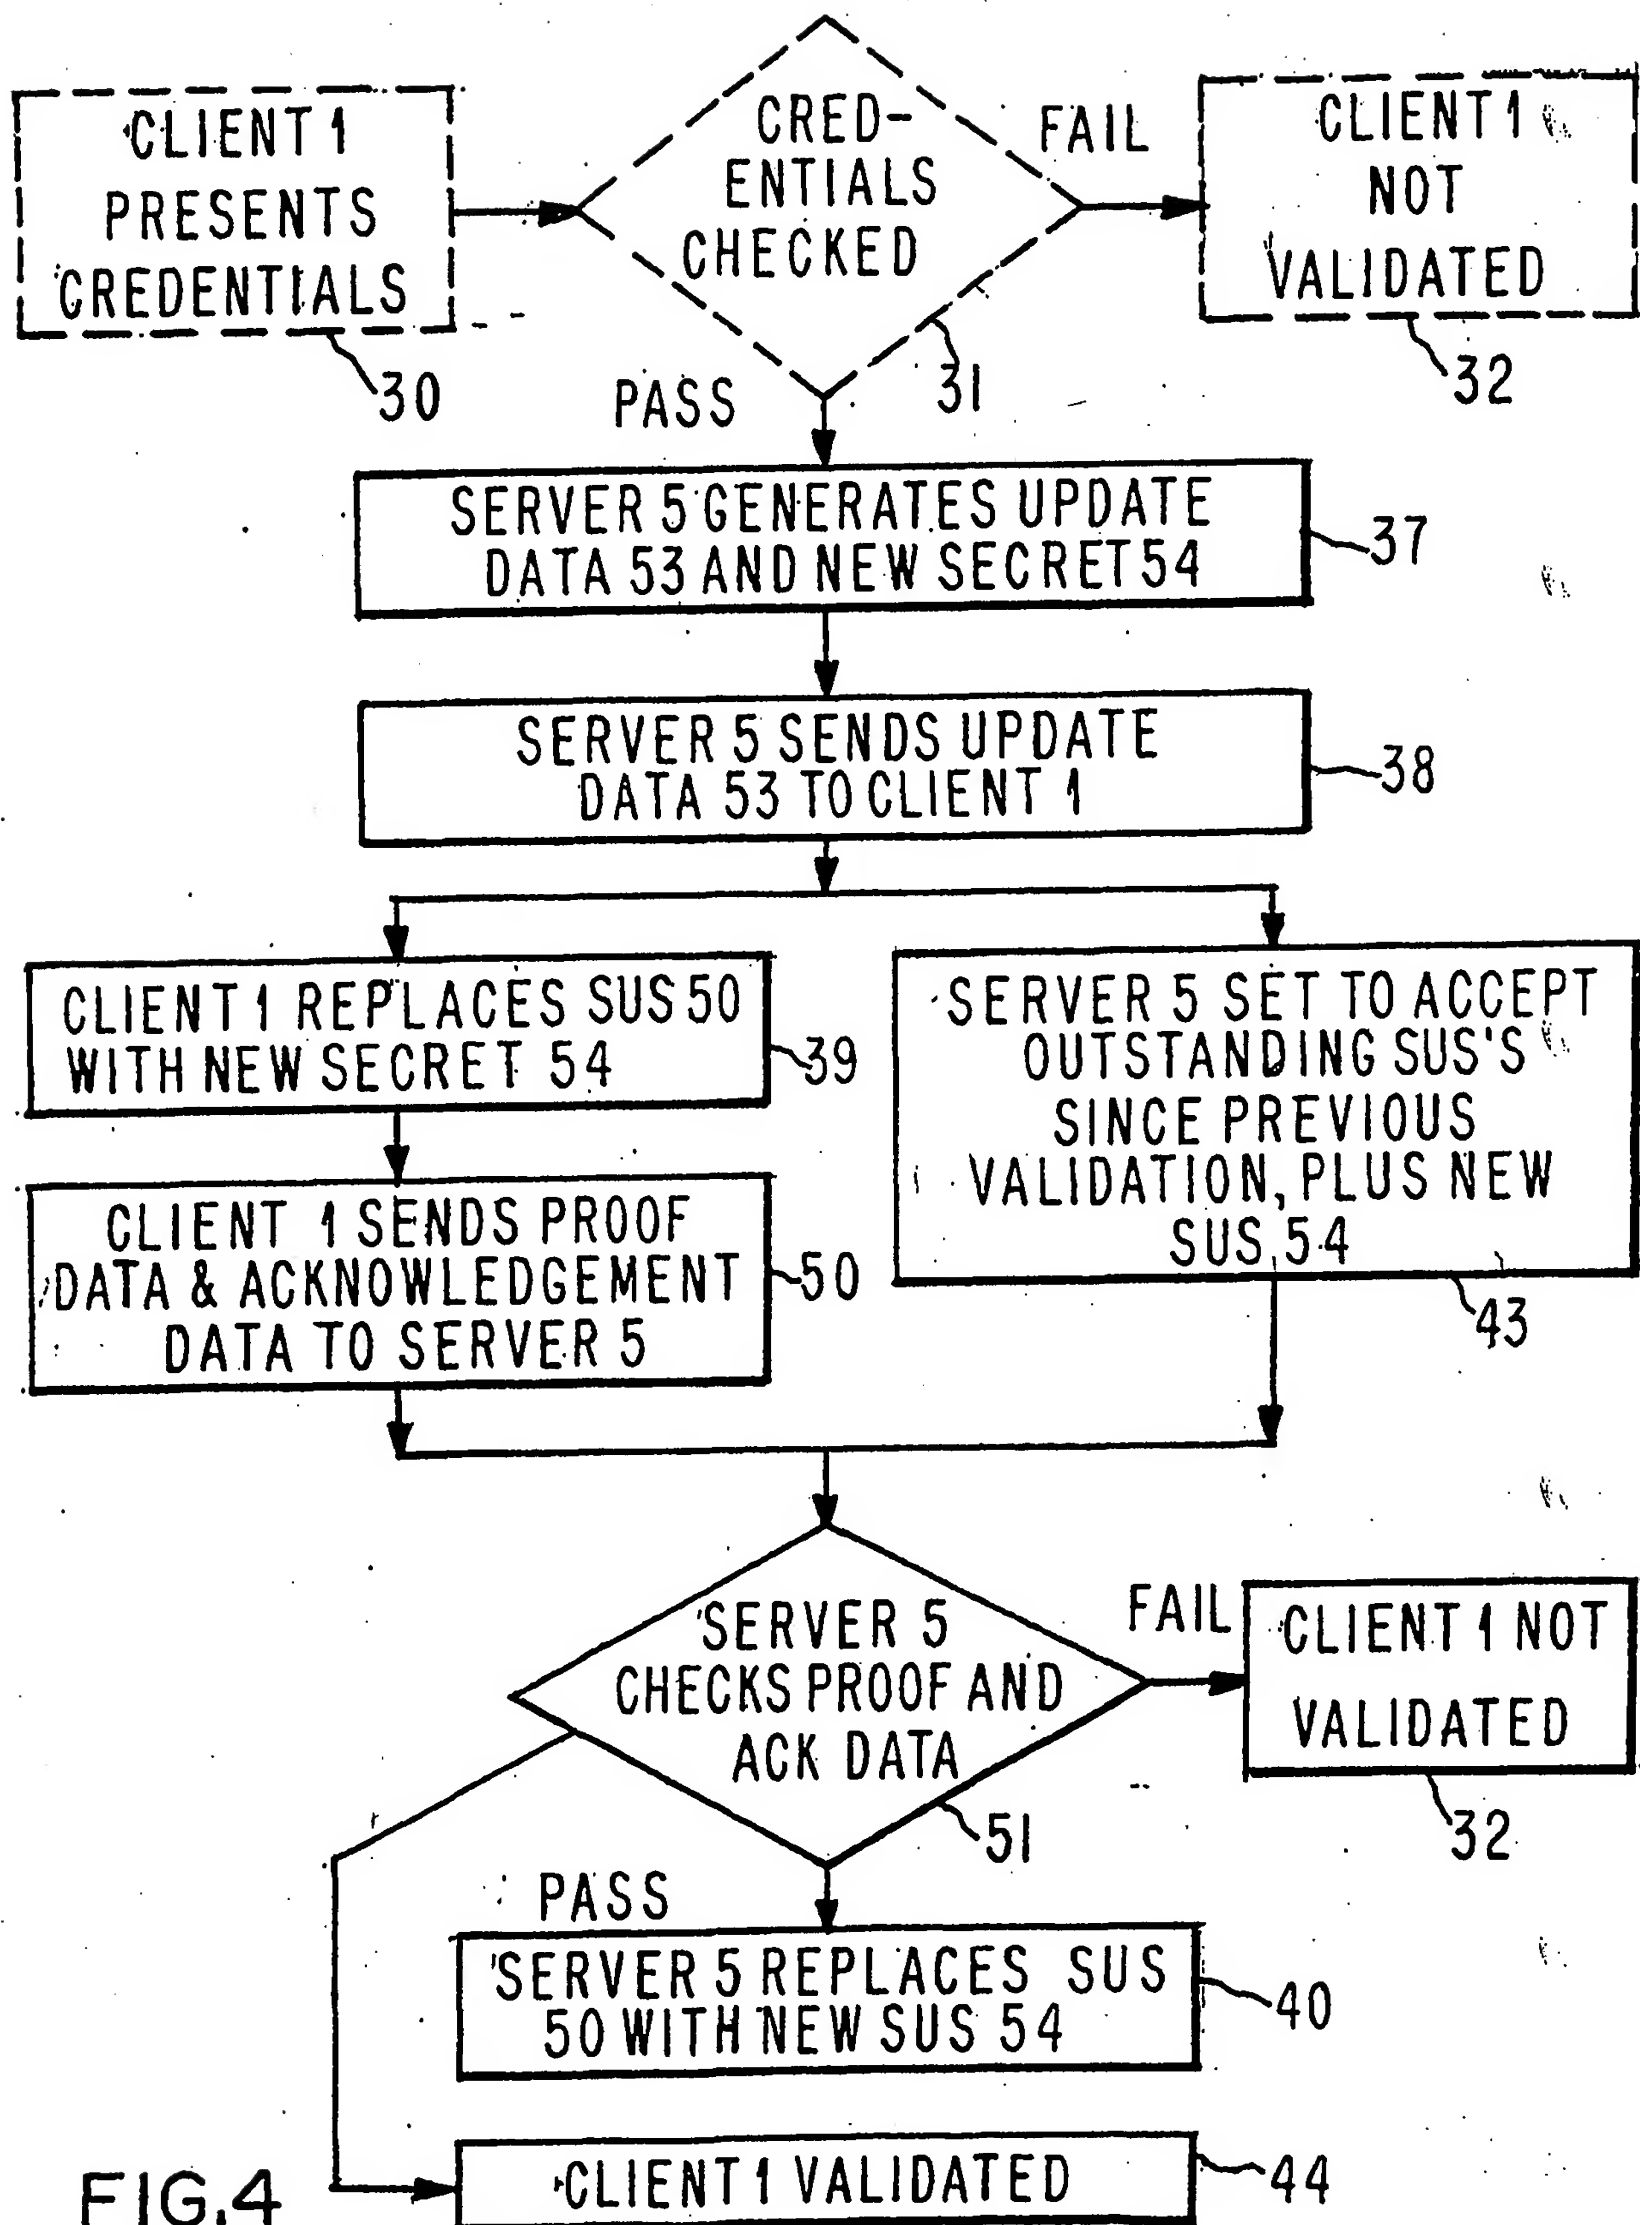 CLIENT 1
PRESENTS
CREDENTIALS
30
CRED-
ENTIALS
CHECKED
31
FAIL
CLIENT 1
NOT
VALIDATED
32
PASS
SERVER 5 GENERATES UPDATE
DATA 53 AND NEW SECRET 54
37
SERVER 5 SENDS UPDATE
DATA 53 TO CLIENT 1
38
CLIENT 1 REPLACES SUS 50
WITH NEW SECRET 54
39
SERVER 5 SET TO ACCEPT
OUTSTANDING SUS'S
SINCE PREVIOUS
VALIDATION, PLUS NEW
SUS 54
43
CLIENT 1 SENDS PROOF
DATA & ACKNOWLEDGEMENT
DATA TO SERVER 5
50
SERVER 5
CHECKS PROOF AND
ACK DATA
51
FAIL
CLIENT 1 NOT
VALIDATED
32
PASS
SERVER 5 REPLACES SUS
50 WITH NEW SUS 54
40
CLIENT 1 VALIDATED
44
FIG.4